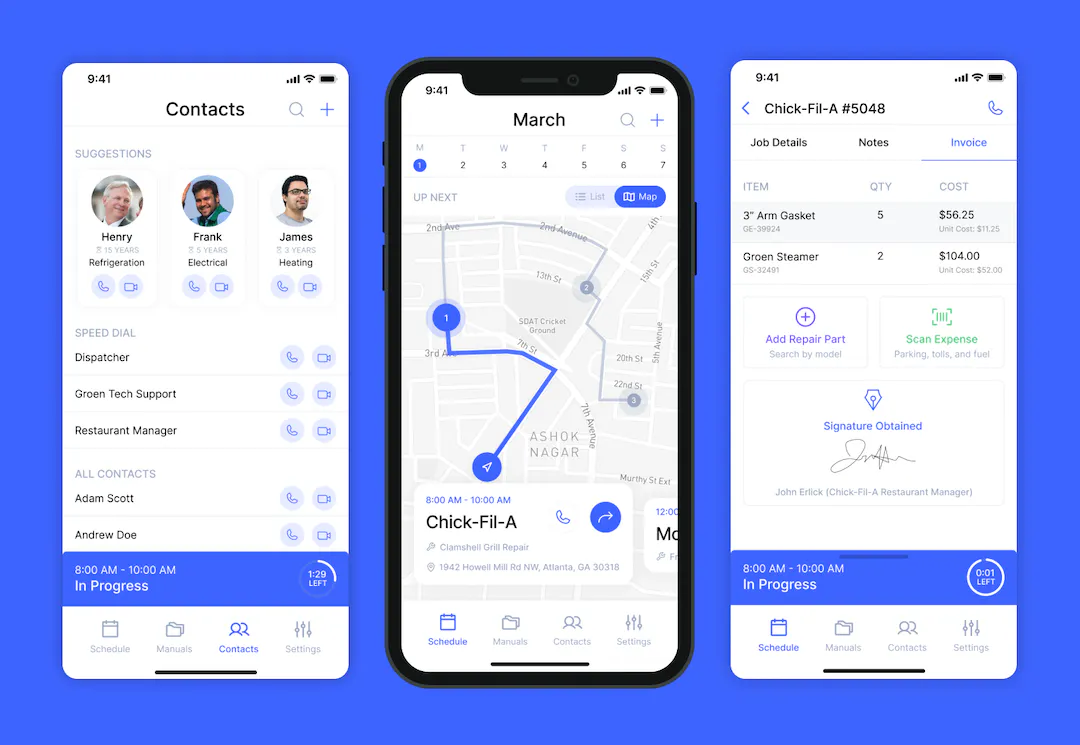 9:41
Contacts
SUGGESTIONS
Henry
15 YEARS
Refrigeration
Frank
5 YEARS
Electrical
James
3 YEARS
Heating
SPEED DIAL
Dispatcher
Groen Tech Support
Restaurant Manager
ALL CONTACTS
Adam Scott
Andrew Doe
8:00 AM - 10:00 AM
In Progress
1:29
LEFT
Schedule Manuals Contacts Settings
9:41
March
M T W T F S S
1 2 3 4 5 6 7
UP NEXT
List Map
2nd Ave
2nd Avenue
4th
13th St
15th St
2
1
SDAT Cricket
Ground
5th Avenue
7th St
3rd Ave
20th St
22nd St
3
7th Avenue
ASHOK
NAGAR
Murthy St Ext
8:00 AM - 10:00 AM
Chick-Fil-A
Clamshell Grill Repair
1942 Howell Mill Rd NW, Atlanta, GA 30318
12:00
Schedule Manuals Contacts Settings
9:41
Chick-Fil-A #5048
Job Details Notes Invoice
ITEM QTY COST
3” Arm Gasket 5 $56.25
GE-39924 Unit Cost: $11.25
Groen Steamer 2 $104.00
GS-32491 Unit Cost: $52.00
Add Repair Part
Search by model
Scan Expense
Parking, tolls, and fuel
Signature Obtained
John Erlick (Chick-Fil-A Restaurant Manager)
8:00 AM - 10:00 AM
In Progress
0:01
LEFT
Schedule Manuals Contacts Settings